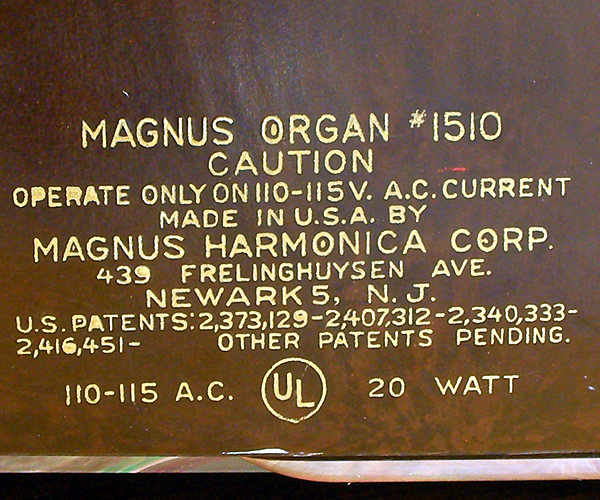 MAGNUS ORGAN #1510
CAUTION
OPERATE ONLY ON 110-115 V. A.C. CURRENT
MADE IN U.S.A. BY
MAGNUS HARMONICA CORP.
439 FRELINGHUYSEN AVE.
NEWARK 5, N. J.
U.S. PATENTS: 2,373,129-2,407,312-2,340,333-
2,416,451- OTHER PATENTS PENDING.
110-115 A.C. UL 20 WATT